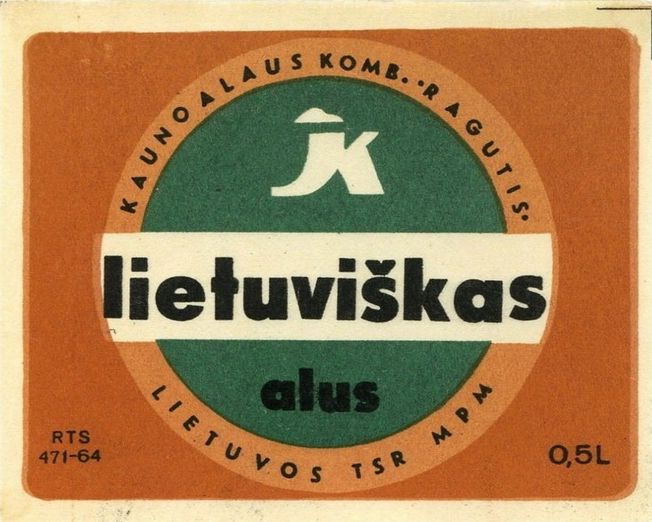 KAUNO ALAUS KOMB. "RAGUTIS"
JK
lietuviškas
alus
LIETUVOS TSR MPM
RTS
471-64
0,5L